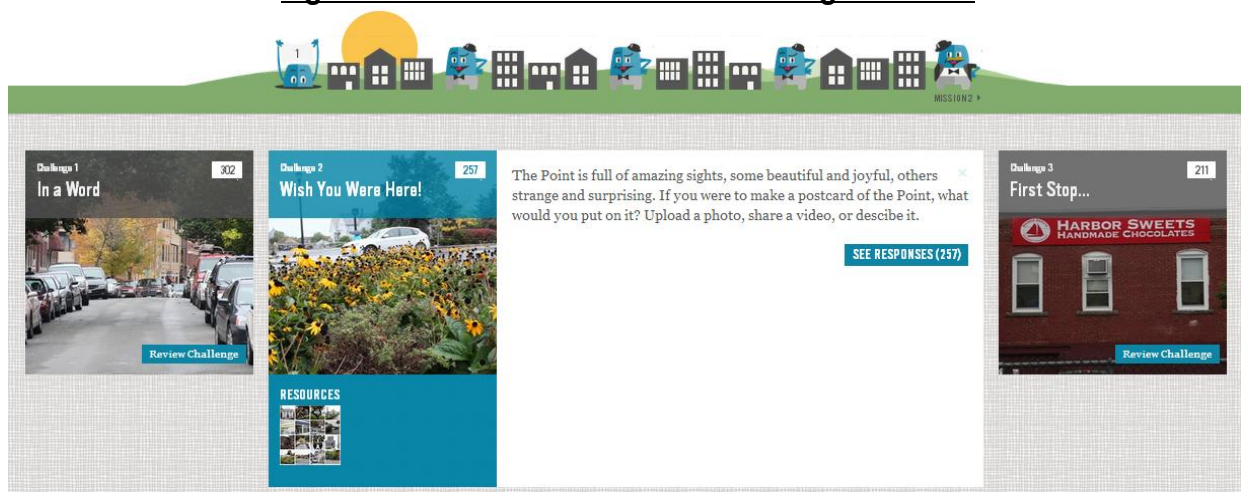 1
MISSION 2
Challenge 1
302
In a Word
Review Challenge
Challenge 2
257
Wish You Were Here!
RESOURCES
The Point is full of amazing sights, some beautiful and joyful, others
strange and surprising. If you were to make a postcard of the Point, what
would you put on it? Upload a photo, share a video, or descibe it.
SEE RESPONSES (257)
Challenge 3
211
First Stop...
HARBOR SWEETS
HANDMADE CHOCOLATES
Review Challenge